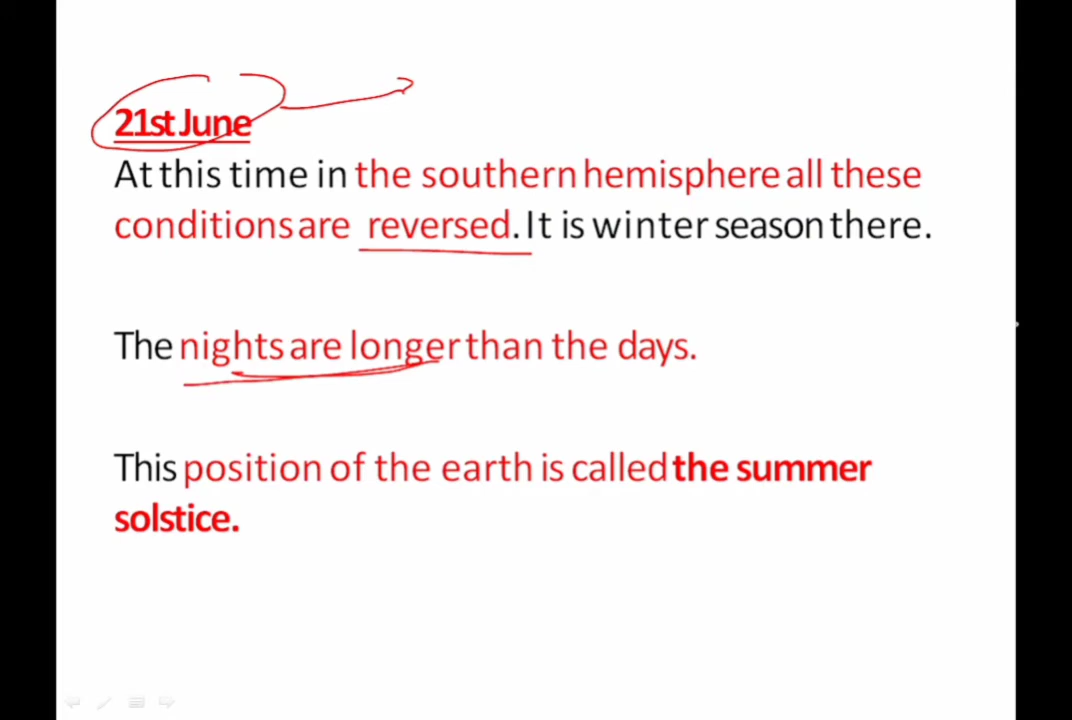 21st June
At this time in the southern hemisphere all these
conditions are reversed. It is winter season there.
The nights are longer than the days.
This position of the earth is called the summer
solstice.